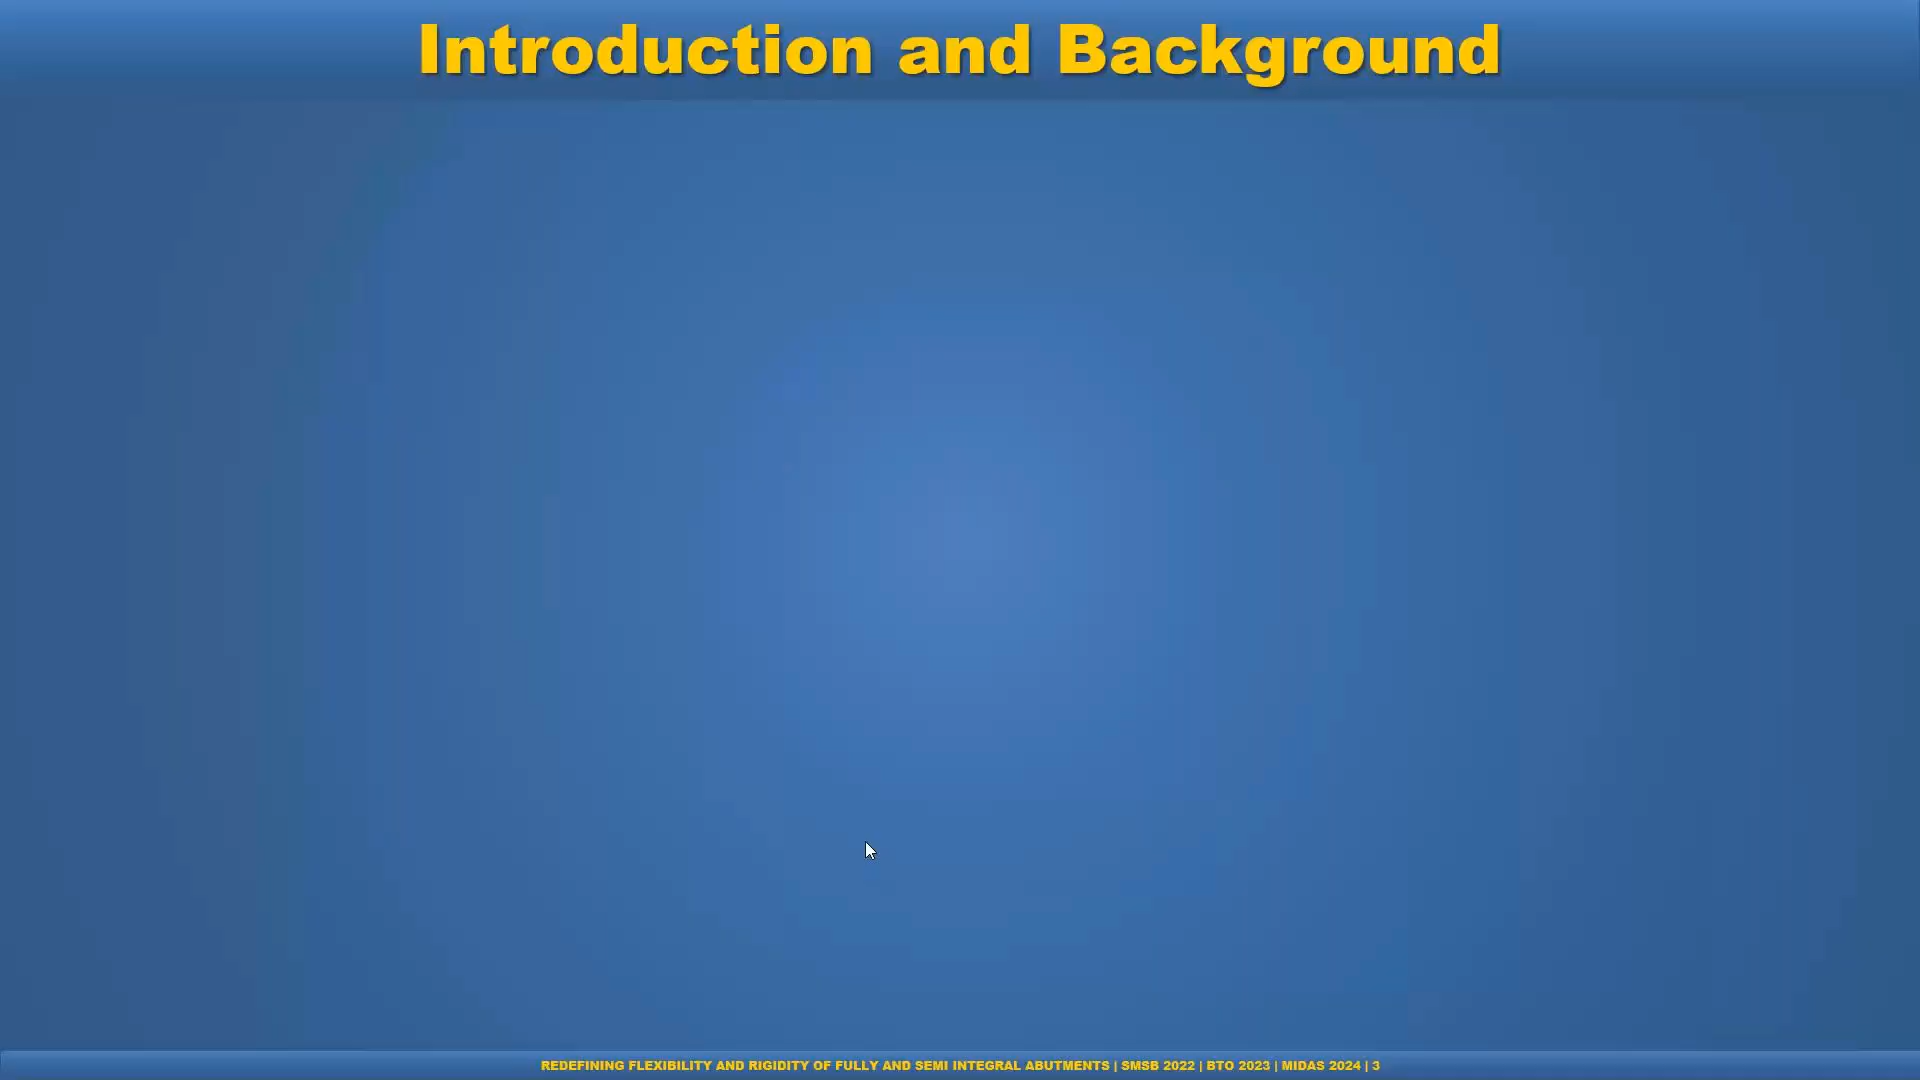 Introduction and Background
REDEFINING FLEXIBILITY AND RIGIDITY OF FULLY AND SEMI INTEGRAL ABUTMENTS | SMSB 2022 | BTO 2023 | MIDAS 2024 | 3